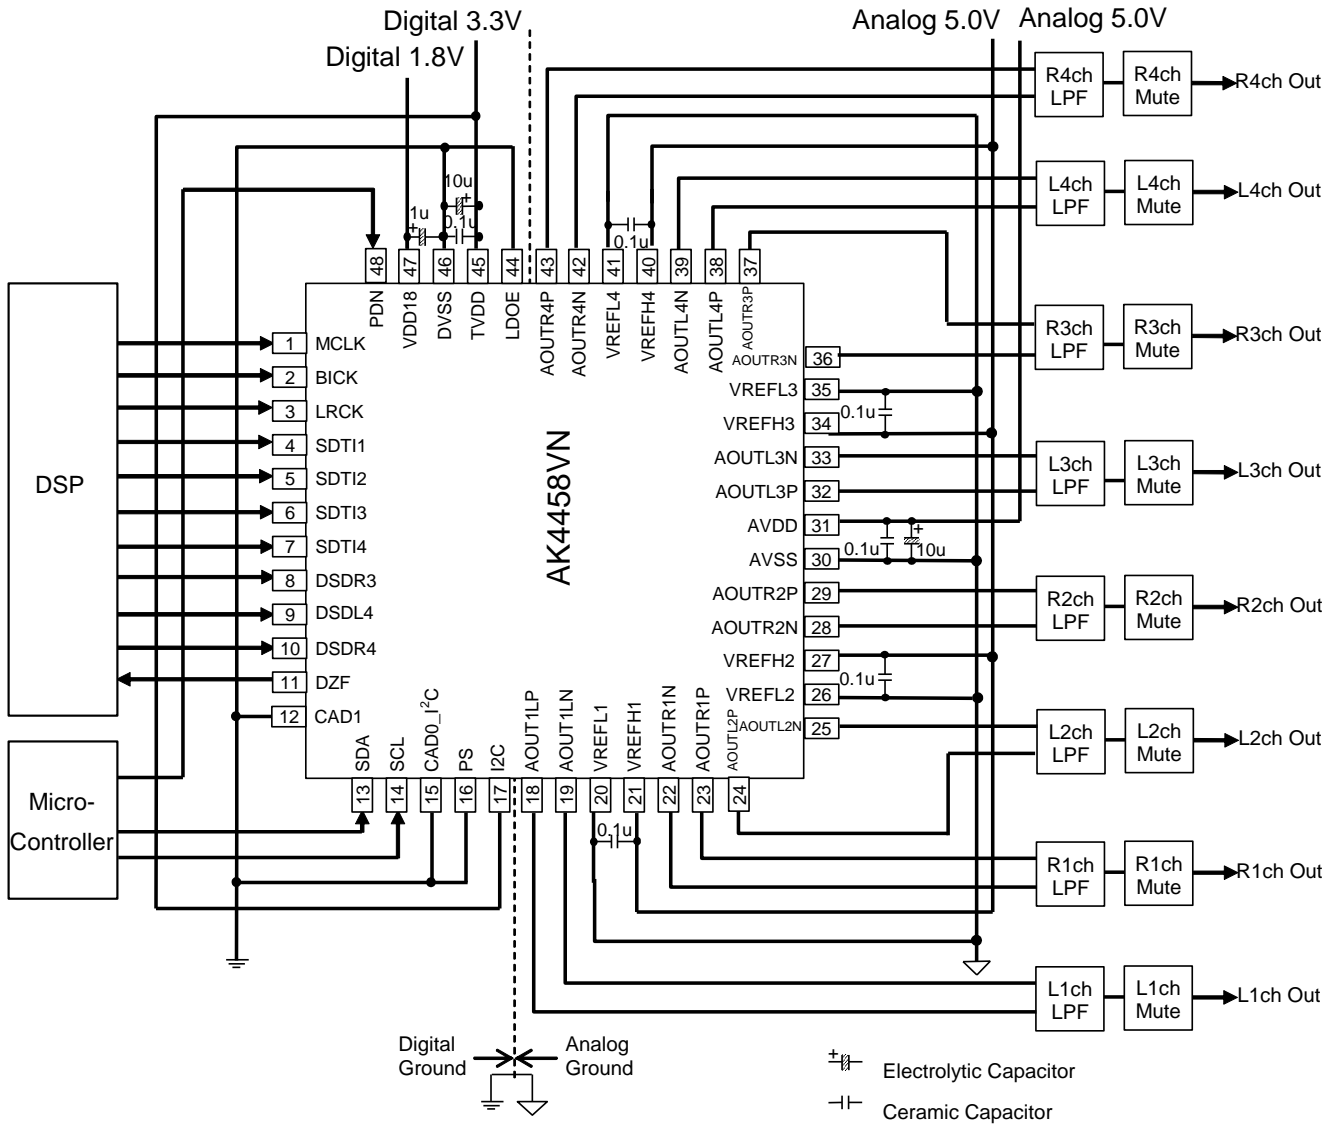 Digital 3.3V
Digital 1.8V
Analog 5.0V
Analog 5.0V
R4ch
LPF
R4ch
Mute
R4ch Out
L4ch
LPF
L4ch
Mute
L4ch Out
R3ch
LPF
R3ch
Mute
R3ch Out
L3ch
LPF
L3ch
Mute
L3ch Out
R2ch
LPF
R2ch
Mute
R2ch Out
L2ch
LPF
L2ch
Mute
L2ch Out
R1ch
LPF
R1ch
Mute
R1ch Out
L1ch
LPF
L1ch
Mute
L1ch Out
10u
1u
0.1u
0.1u
48
47
46
45
44
43
42
41
40
39
38
37
PDN
VDD18
DVSS
TVDD
LDOE
AOUTR4P
AOUTR4N
VREFL4
VREFH4
AOUTL4N
AOUTL4P
AOUTR3P
DSP
1 MCLK
2 BICK
3 LRCK
4 SDTI1
5 SDTI2
6 SDTI3
7 SDTI4
8 DSDR3
9 DSDL4
10 DSDR4
11 DZF
12 CAD1
AK4458VN
AOUTR3N 36
VREFL3 35
0.1u
VREFH3 34
AOUTL3N 33
AOUTL3P 32
AVDD 31
0.1u
10u
AVSS 30
AOUTR2P 29
AOUTR2N 28
VREFH2 27
0.1u
VREFL2 26
AOUTL2N 25
Micro-
Controller
SDA
SCL
CAD0_I²C
PS
I2C
AOUT1LP
AOUT1LN
VREFL1
VREFH1
AOUTR1N
AOUTR1P
AOUTL2P
13
14
15
16
17
18
19
20
21
22
23
24
0.1u
Digital
Ground
Analog
Ground
+
Electrolytic Capacitor
Ceramic Capacitor